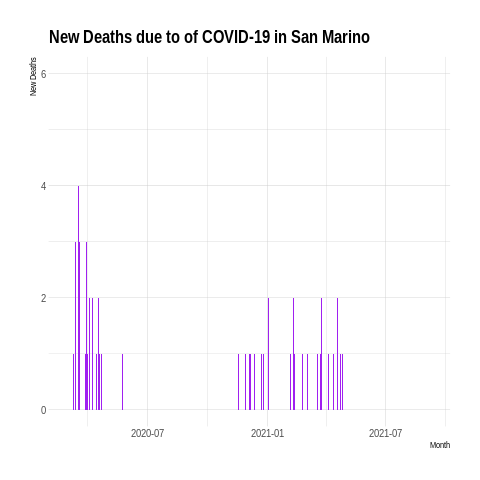 New Deaths due to of COVID-19 in San Marino
New Deaths
6
4
2
0
2020-07
2021-01
2021-07
Month